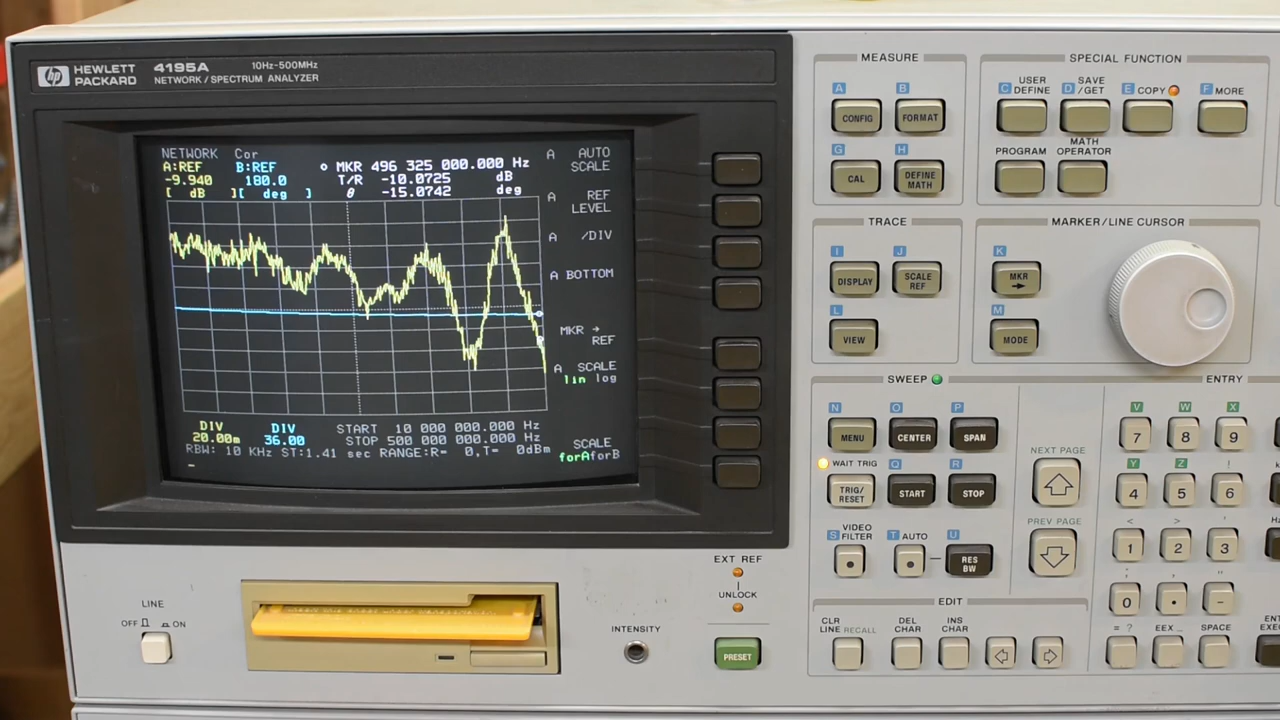 hp HEWLETT PACKARD 4195A 10Hz-500MHz
NETWORK / SPECTRUM ANALYZER
NETWORK Cor
A:REF B:REF o MKR 496 325 000.000 Hz
-9.940 180.0 T/R -10.0725 dB
[ dB ][ deg ] θ -15.0742 deg
DIV DIV START 10 000 000.000 Hz
20.00m 36.00 STOP 500 000 000.000 Hz
RBW: 10 KHz ST:1.41 sec RANGE:R= 0,T= 0dBm
A AUTO SCALE
A REF LEVEL
A /DIV
A BOTTOM
MKR → REF
A SCALE
lin log
SCALE
forAforB
MEASURE
A B
CONFIG FORMAT
G H
CAL DEFINE MATH
SPECIAL FUNCTION
C USER DEFINE D SAVE /GET E COPY F MORE
PROGRAM MATH OPERATOR
TRACE
I J
DISPLAY SCALE REF
L
VIEW
MARKER/LINE CURSOR
K
MKR →
M
MODE
SWEEP
N O P
MENU CENTER SPAN
WAIT TRIG Q R
TRIG/ RESET START STOP
S VIDEO FILTER T AUTO U
RES BW
NEXT PAGE
PREV PAGE
ENTRY
V W X
7 8 9
Y Z !
4 5 6
< > '
1 2 3
0 • –
= ? EEX_ SPACE
EDIT
CLR LINE RECALL DEL CHAR INS CHAR
EXT REF
UNLOCK
LINE
OFF ON
INTENSITY
PRESET